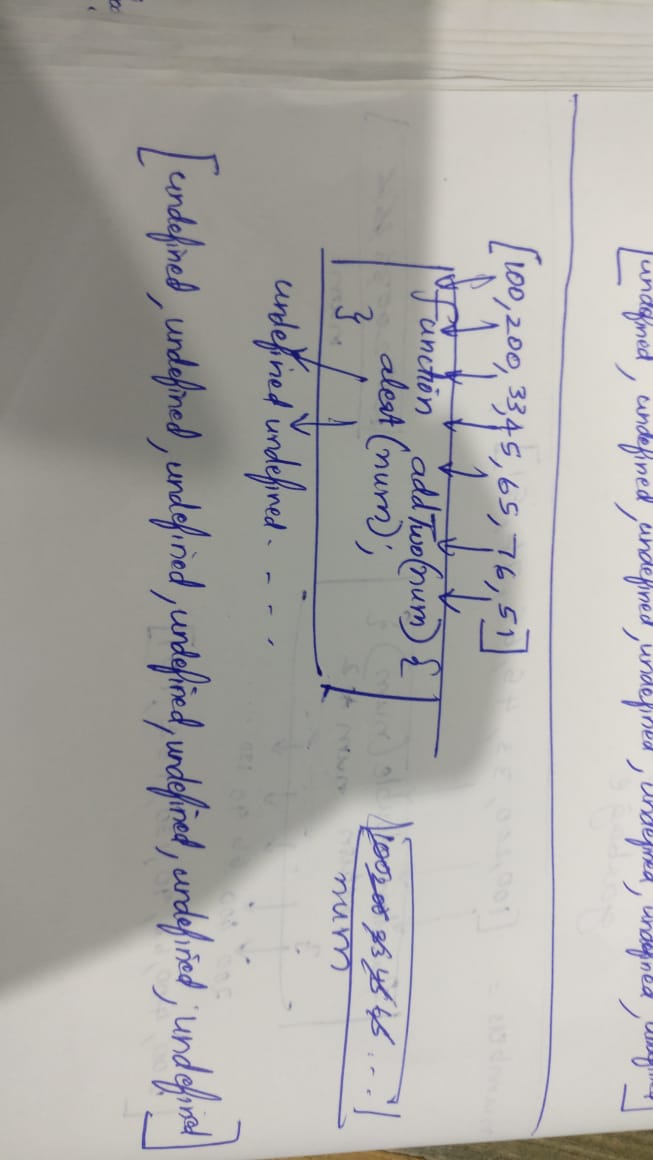 [undefined, undefined, undefined, undefined, undefined, undefined, undefined]
[100, 200, 33, 45, 65, 76, 51]
function addTwo(num) {
alert(num);
}
100 200 33 45 65 ...
num
undefined undefined . - - ,
[undefined, undefined, undefined, undefined, undefined, undefined, undefined]